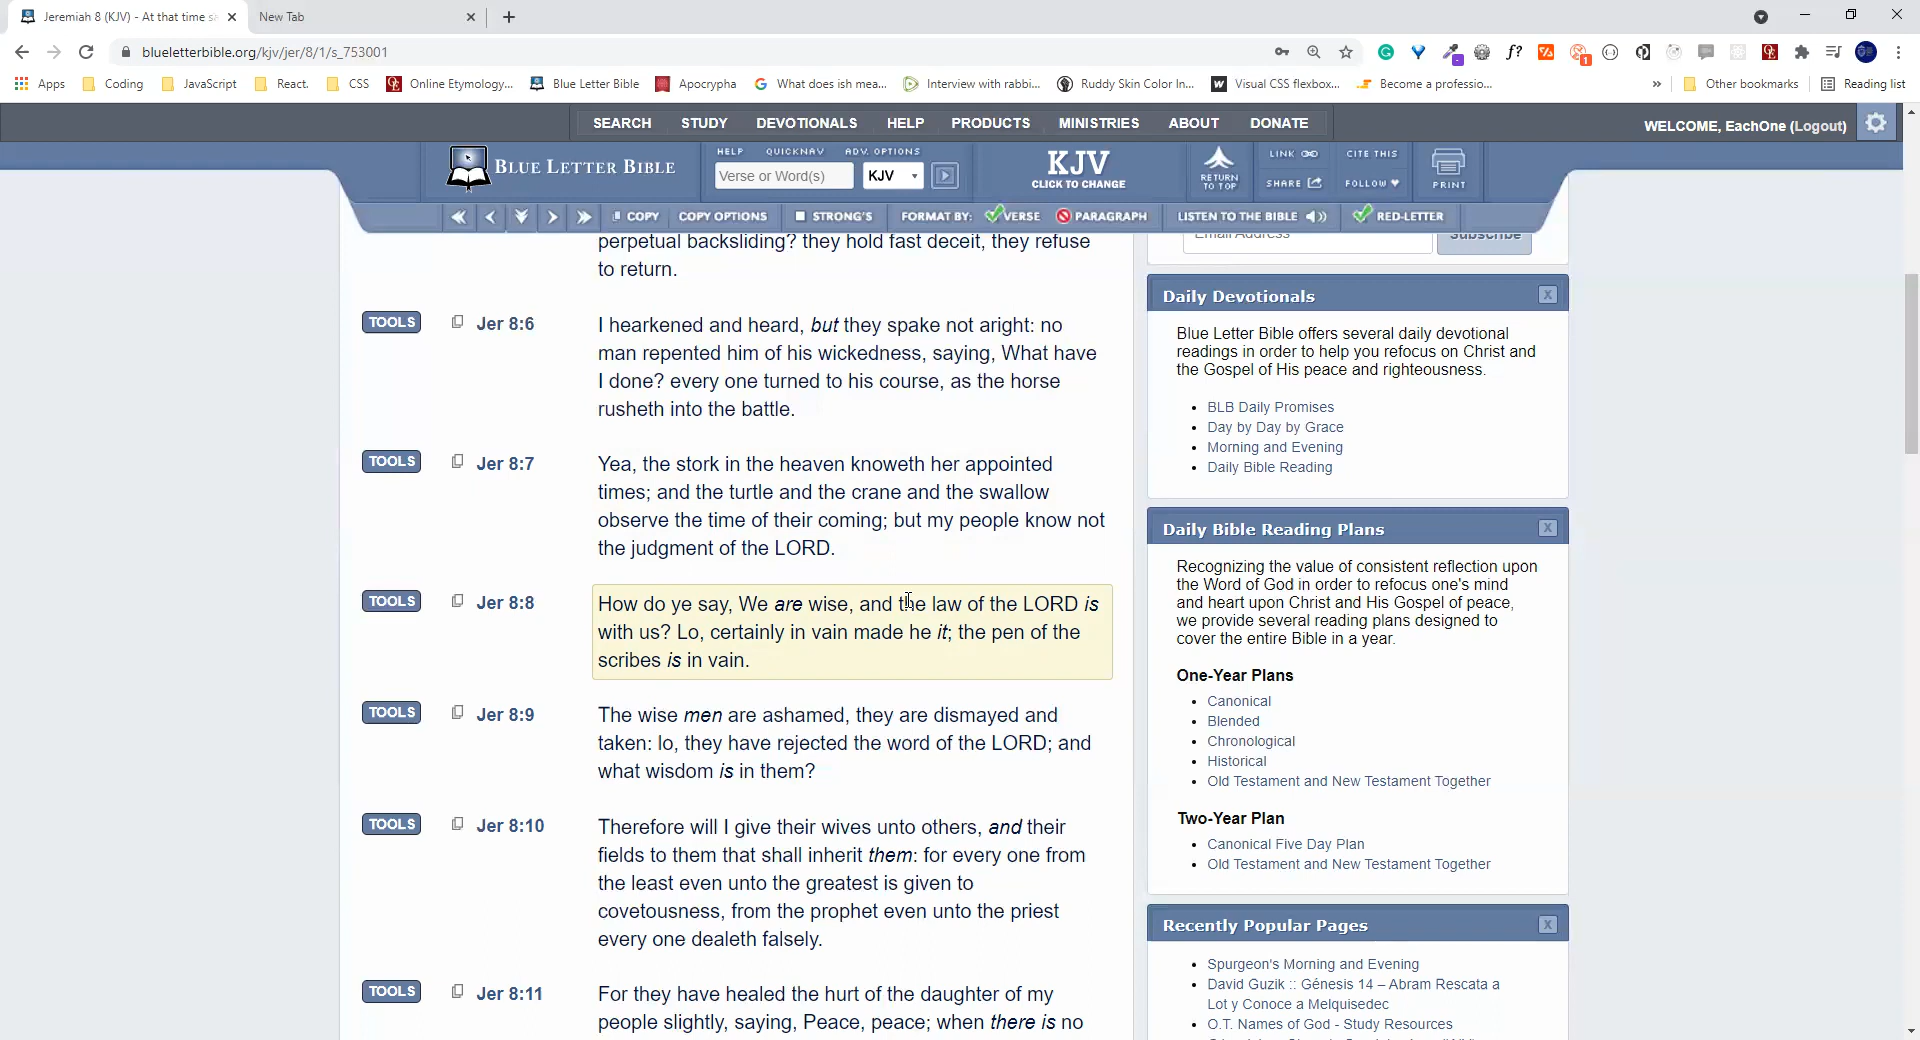 Jeremiah 8 (KJV) - At that time sa
New Tab
blueletterbible.org/kjv/jer/8/1/s_753001
Apps
Coding
JavaScript
React.
CSS
Online Etymology...
Blue Letter Bible
Apocrypha
What does ish mea...
Interview with rabbi...
Ruddy Skin Color In...
Visual CSS flexbox...
Become a professio...
»
Other bookmarks
Reading list
SEARCH STUDY DEVOTIONALS HELP PRODUCTS MINISTRIES ABOUT DONATE
WELCOME, EachOne (Logout)
BLUE LETTER BIBLE
HELP QUICKNAV ADV. OPTIONS
Verse or Word(s)
KJV
KJV
CLICK TO CHANGE
RETURN
TO TOP
LINK
CITE THIS
SHARE
FOLLOW
PRINT
COPY
COPY OPTIONS
STRONG'S
FORMAT BY:
VERSE
PARAGRAPH
LISTEN TO THE BIBLE
RED-LETTER
perpetual backsliding? they hold fast deceit, they refuse
to return.
TOOLS
Jer 8:6
I hearkened and heard, but they spake not aright: no
man repented him of his wickedness, saying, What have
I done? every one turned to his course, as the horse
rusheth into the battle.
TOOLS
Jer 8:7
Yea, the stork in the heaven knoweth her appointed
times; and the turtle and the crane and the swallow
observe the time of their coming; but my people know not
the judgment of the LORD.
TOOLS
Jer 8:8
How do ye say, We are wise, and the law of the LORD is
with us? Lo, certainly in vain made he it; the pen of the
scribes is in vain.
TOOLS
Jer 8:9
The wise men are ashamed, they are dismayed and
taken: lo, they have rejected the word of the LORD; and
what wisdom is in them?
TOOLS
Jer 8:10
Therefore will I give their wives unto others, and their
fields to them that shall inherit them: for every one from
the least even unto the greatest is given to
covetousness, from the prophet even unto the priest
every one dealeth falsely.
TOOLS
Jer 8:11
For they have healed the hurt of the daughter of my
people slightly, saying, Peace, peace; when there is no
Email Address
Subscribe
Daily Devotionals
X
Blue Letter Bible offers several daily devotional
readings in order to help you refocus on Christ and
the Gospel of His peace and righteousness.
BLB Daily Promises
Day by Day by Grace
Morning and Evening
Daily Bible Reading
Daily Bible Reading Plans
X
Recognizing the value of consistent reflection upon
the Word of God in order to refocus one's mind
and heart upon Christ and His Gospel of peace,
we provide several reading plans designed to
cover the entire Bible in a year.
One-Year Plans
Canonical
Blended
Chronological
Historical
Old Testament and New Testament Together
Two-Year Plan
Canonical Five Day Plan
Old Testament and New Testament Together
Recently Popular Pages
X
Spurgeon's Morning and Evening
David Guzik :: Génesis 14 – Abram Rescata a
Lot y Conoce a Melquisedec
O.T. Names of God - Study Resources